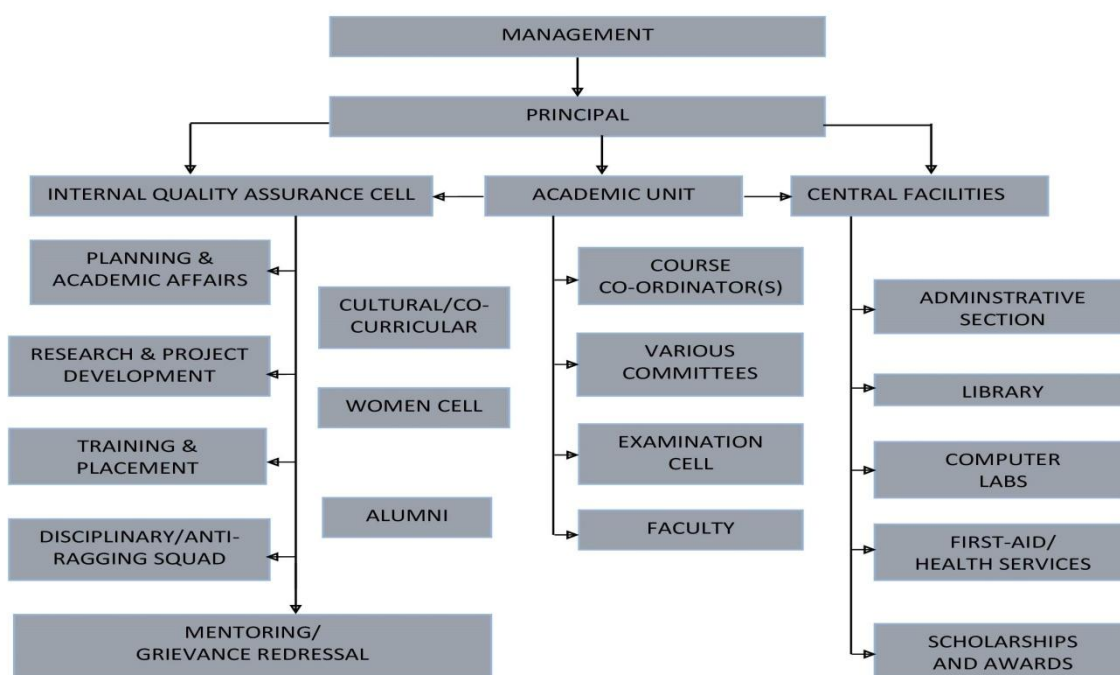 MANAGEMENT
PRINCIPAL
INTERNAL QUALITY ASSURANCE CELL
ACADEMIC UNIT
CENTRAL FACILITIES
PLANNING &
ACADEMIC AFFAIRS
RESEARCH & PROJECT
DEVELOPMENT
TRAINING &
PLACEMENT
DISCIPLINARY/ANTI-
RAGGING SQUAD
MENTORING/
GRIEVANCE REDRESSAL
CULTURAL/CO-
CURRICULAR
WOMEN CELL
ALUMNI
COURSE
CO-ORDINATOR(S)
VARIOUS
COMMITTEES
EXAMINATION
CELL
FACULTY
ADMINSTRATIVE
SECTION
LIBRARY
COMPUTER
LABS
FIRST-AID/
HEALTH SERVICES
SCHOLARSHIPS
AND AWARDS